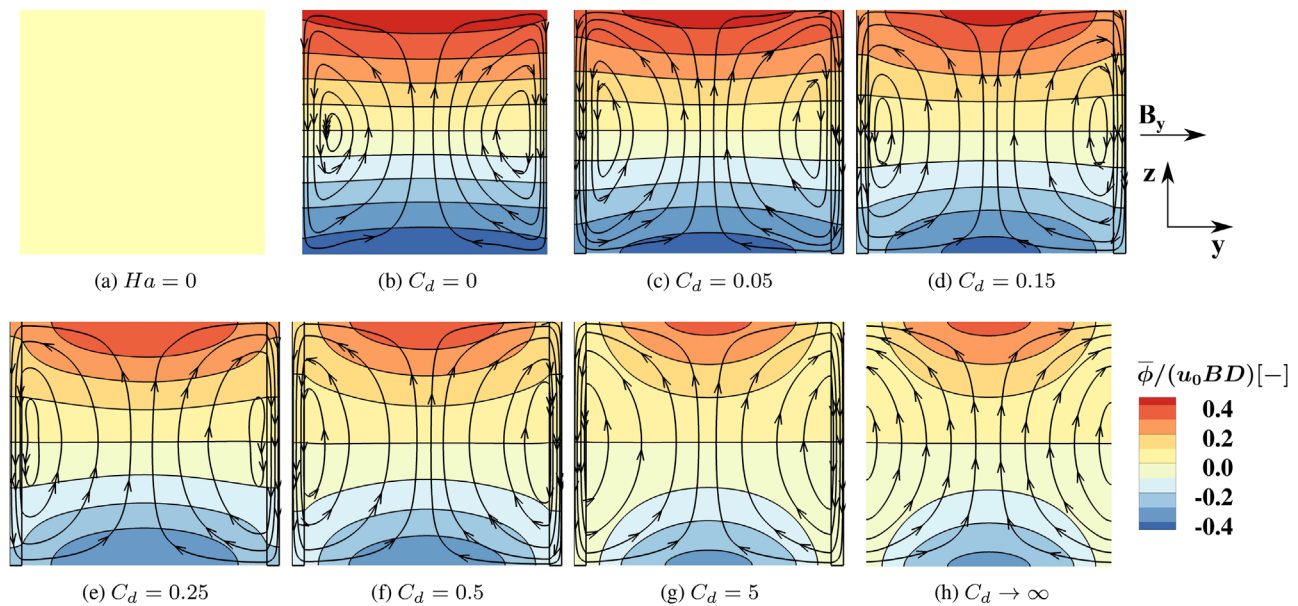 B_y
z
y
(a) Ha = 0
(b) C_d = 0
(c) C_d = 0.05
(d) C_d = 0.15
ϕ̅/(u₀BD)[−]
0.4
0.2
0.0
-0.2
-0.4
(e) C_d = 0.25
(f) C_d = 0.5
(g) C_d = 5
(h) C_d → ∞